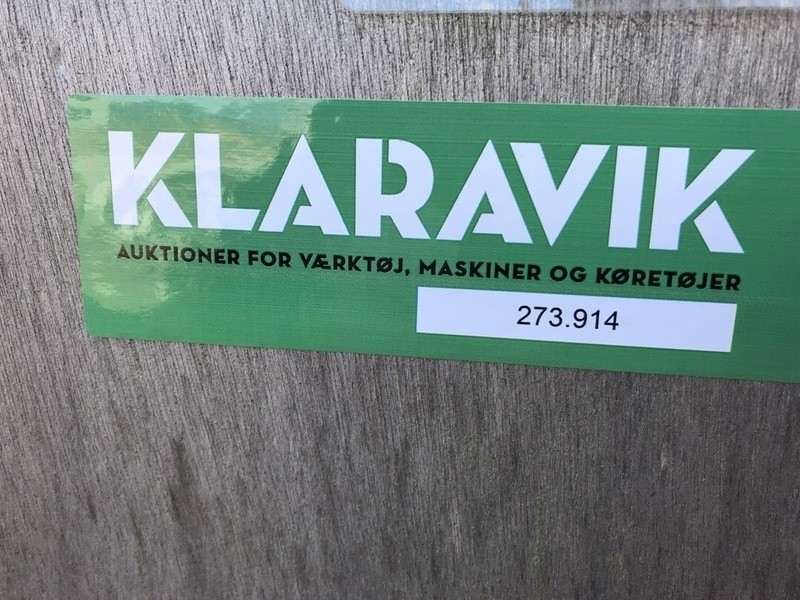 KLARAVIK
AUKTIONER FOR VÆRKTØJ, MASKINER OG KØRETØJER
273.914